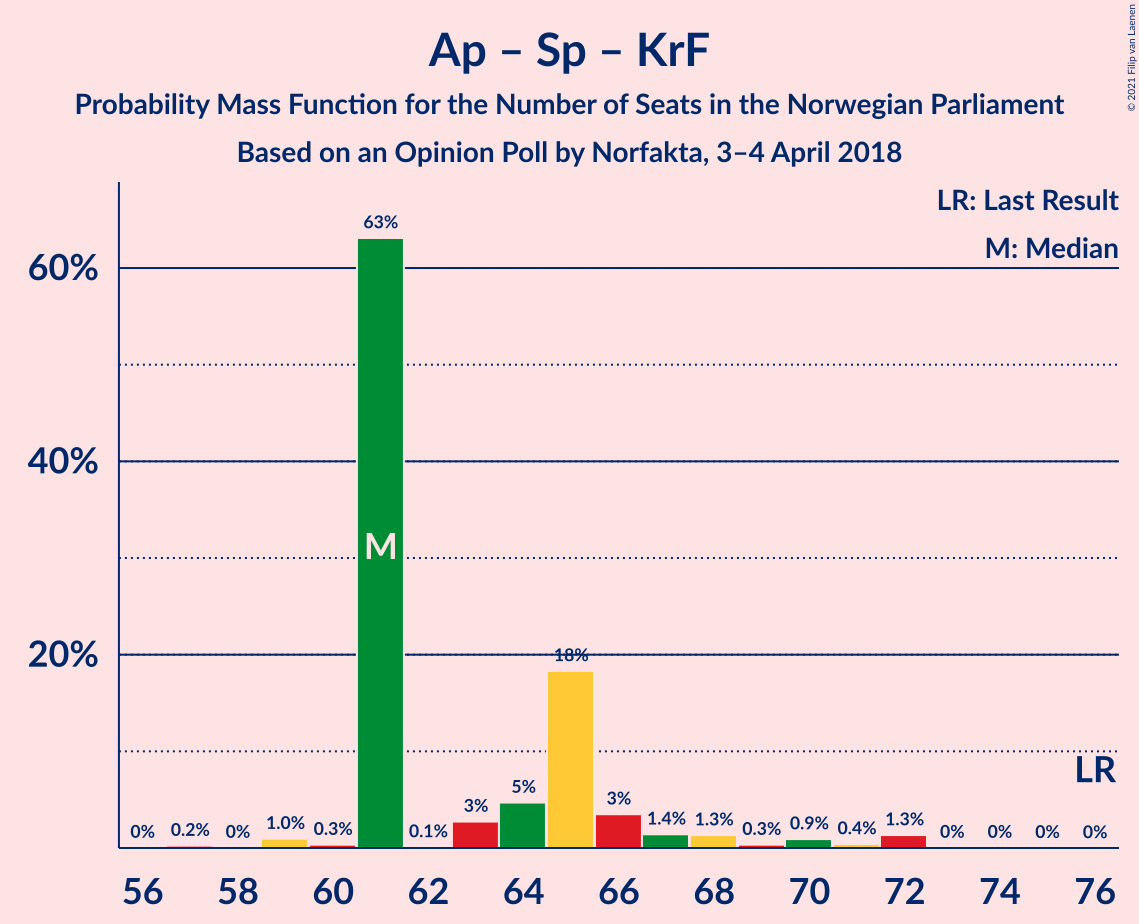 Ap – Sp – KrF
Probability Mass Function for the Number of Seats in the Norwegian Parliament
Based on an Opinion Poll by Norfakta, 3–4 April 2018
© 2021 Filip van Laenen
LR: Last Result
M: Median
60%
40%
20%
0%
0.2%
0%
1.0%
0.3%
63%
M
0.1%
3%
5%
18%
3%
1.4%
1.3%
0.3%
0.9%
0.4%
1.3%
0%
0%
0%
0%
LR
56 58 60 62 64 66 68 70 72 74 76